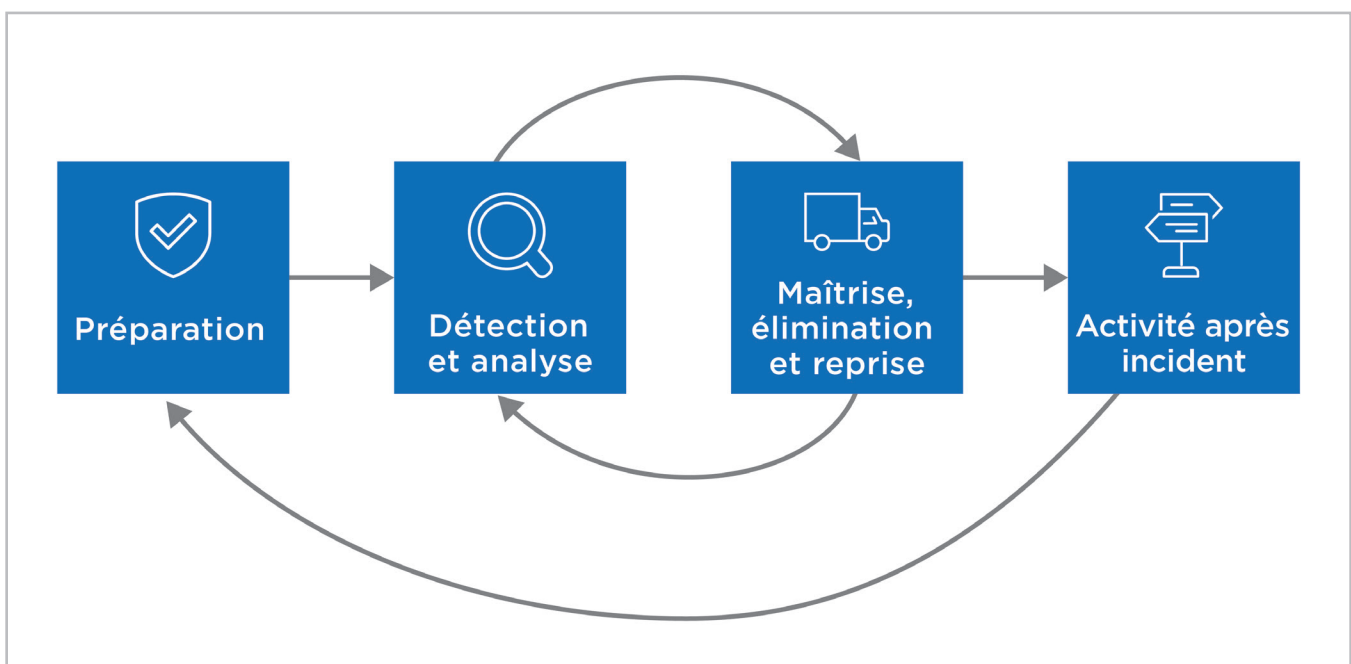 Préparation
Détection
et analyse
Maîtrise,
élimination
et reprise
Activité après
incident